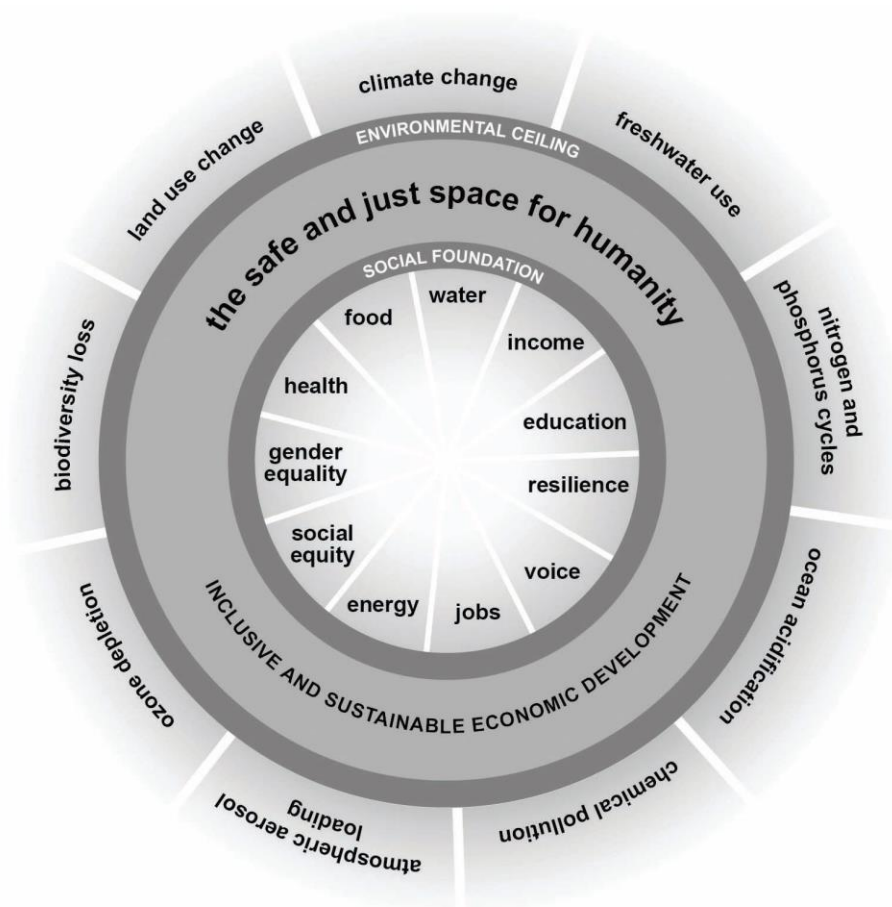 climate change
freshwater use
nitrogen and
phosphorus cycles
ocean acidification
chemical pollution
atmospheric aerosol
loading
ozone depletion
biodiversity loss
land use change
ENVIRONMENTAL CEILING
the safe and just space for humanity
SOCIAL FOUNDATION
water
income
education
resilience
voice
jobs
energy
social
equity
gender
equality
health
food
INCLUSIVE AND SUSTAINABLE ECONOMIC DEVELOPMENT